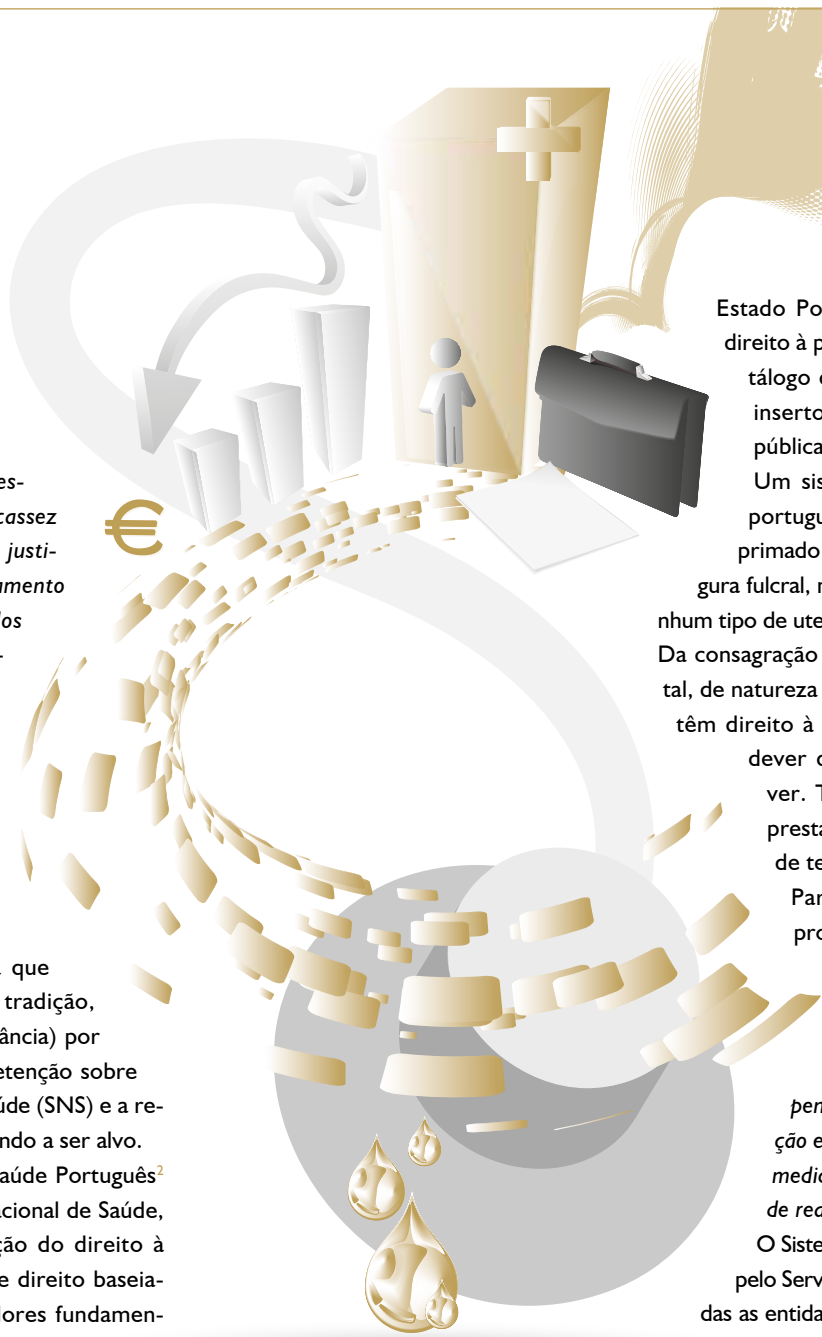 es-
cassez
justi-
amento
los
-
€
que
tradição,
ância) por
etenção sobre
úde (SNS) e a re-
ndo a ser alvo.
aúde Português2
acional de Saúde,
ção do direito à
e direito baseia-
lores fundamen-
Estado Po
direito à p
tálogo
inserto
pública
Um sis
portugu
primado
gura fulcral, n
nhum tipo de ute
Da consagração
tal, de natureza
têm direito à
dever
ver. T
presta
de te
Par
pro
pen
ção e
medic
de rec
O Siste
pelo Serv
das as entida